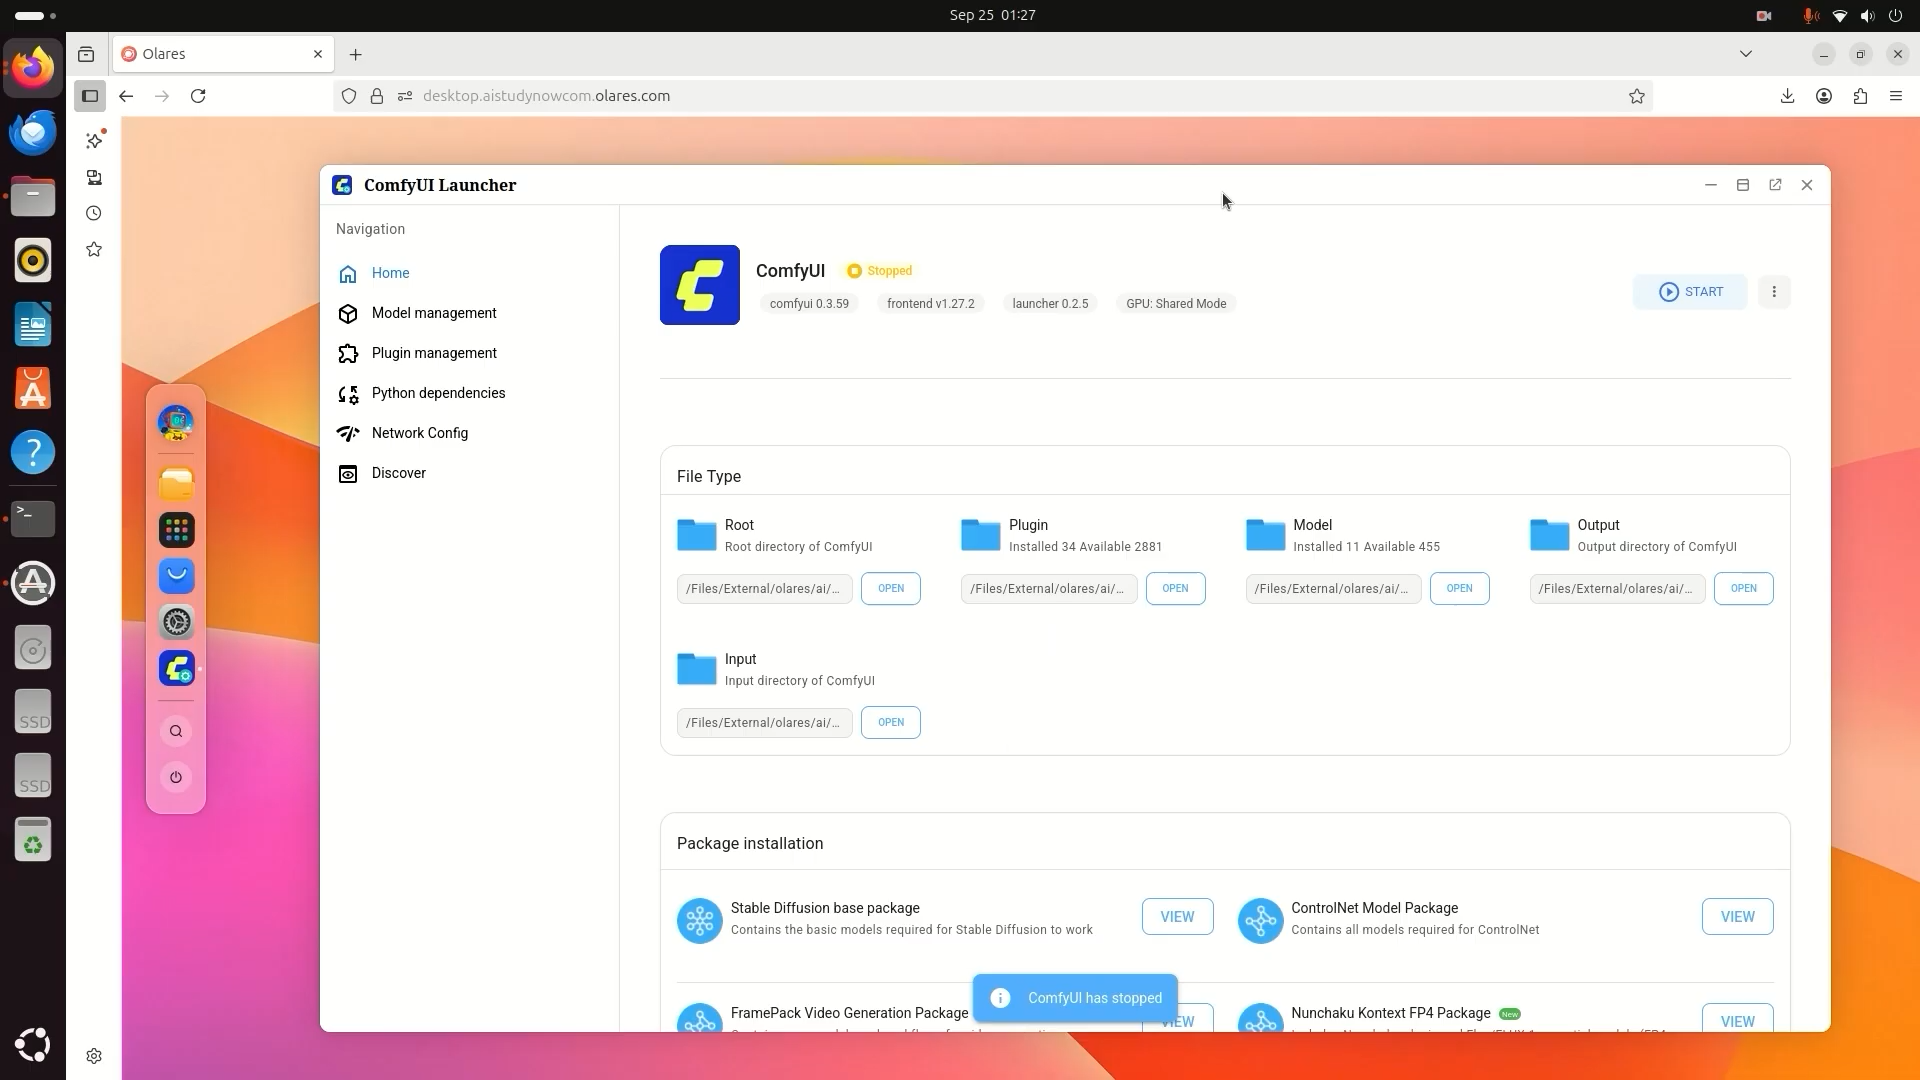 Sep 25 01:27
Olares
desktop.aistudynowcom.olares.com
ComfyUI Launcher
Navigation
Home
Model management
Plugin management
Python dependencies
Network Config
Discover
ComfyUI
Stopped
comfyui 0.3.59
frontend v1.27.2
launcher 0.2.5
GPU: Shared Mode
START
File Type
Root
Root directory of ComfyUI
/Files/External/olares/ai/...
OPEN
Plugin
Installed 34 Available 2881
/Files/External/olares/ai/...
OPEN
Model
Installed 11 Available 455
/Files/External/olares/ai/...
OPEN
Output
Output directory of ComfyUI
/Files/External/olares/ai/...
OPEN
Input
Input directory of ComfyUI
/Files/External/olares/ai/...
OPEN
Package installation
Stable Diffusion base package
Contains the basic models required for Stable Diffusion to work
VIEW
ControlNet Model Package
Contains all models required for ControlNet
VIEW
FramePack Video Generation Package
VIEW
Nunchaku Kontext FP4 Package
New
VIEW
ComfyUI has stopped
SSD
SSD